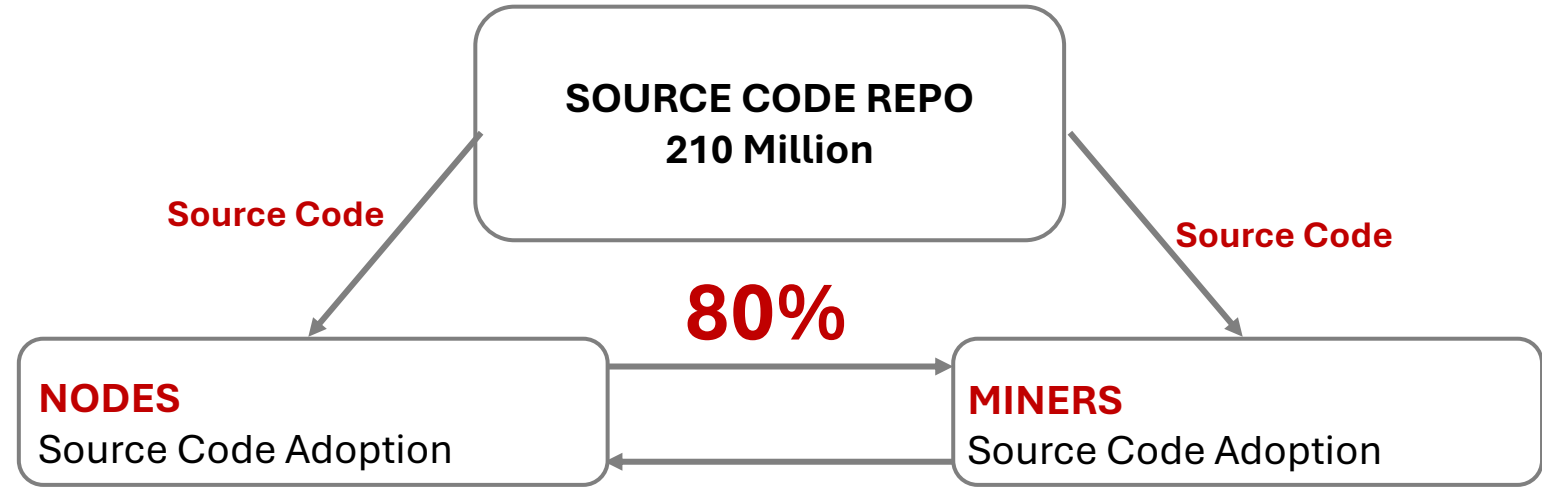 SOURCE CODE REPO
210 Million
Source Code
Source Code
80%
NODES
Source Code Adoption
MINERS
Source Code Adoption